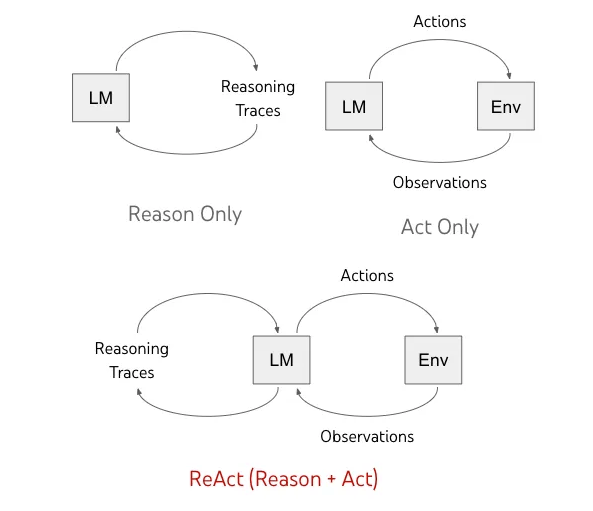 Actions
LM
Reasoning
Traces
LM
Env
Observations
Reason Only
Act Only
Actions
Reasoning
Traces
LM
Env
Observations
ReAct (Reason + Act)